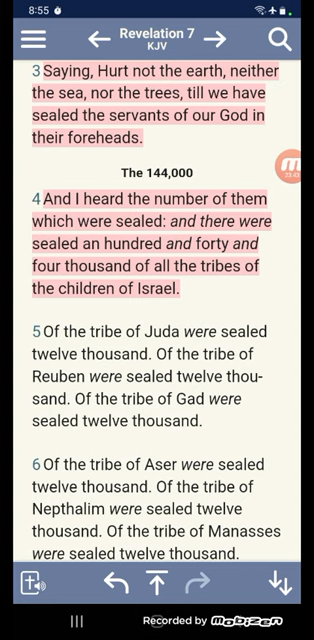 8:55
Revelation 7
KJV
3 Saying, Hurt not the earth, neither
the sea, nor the trees, till we have
sealed the servants of our God in
their foreheads.
The 144,000
4 And I heard the number of them
which were sealed: and there were
sealed an hundred and forty and
four thousand of all the tribes of
the children of Israel.
5 Of the tribe of Juda were sealed
twelve thousand. Of the tribe of
Reuben were sealed twelve thou-
sand. Of the tribe of Gad were
sealed twelve thousand.
6 Of the tribe of Aser were sealed
twelve thousand. Of the tribe of
Nepthalim were sealed twelve
thousand. Of the tribe of Manasses
were sealed twelve thousand.
Recorded by mobizen